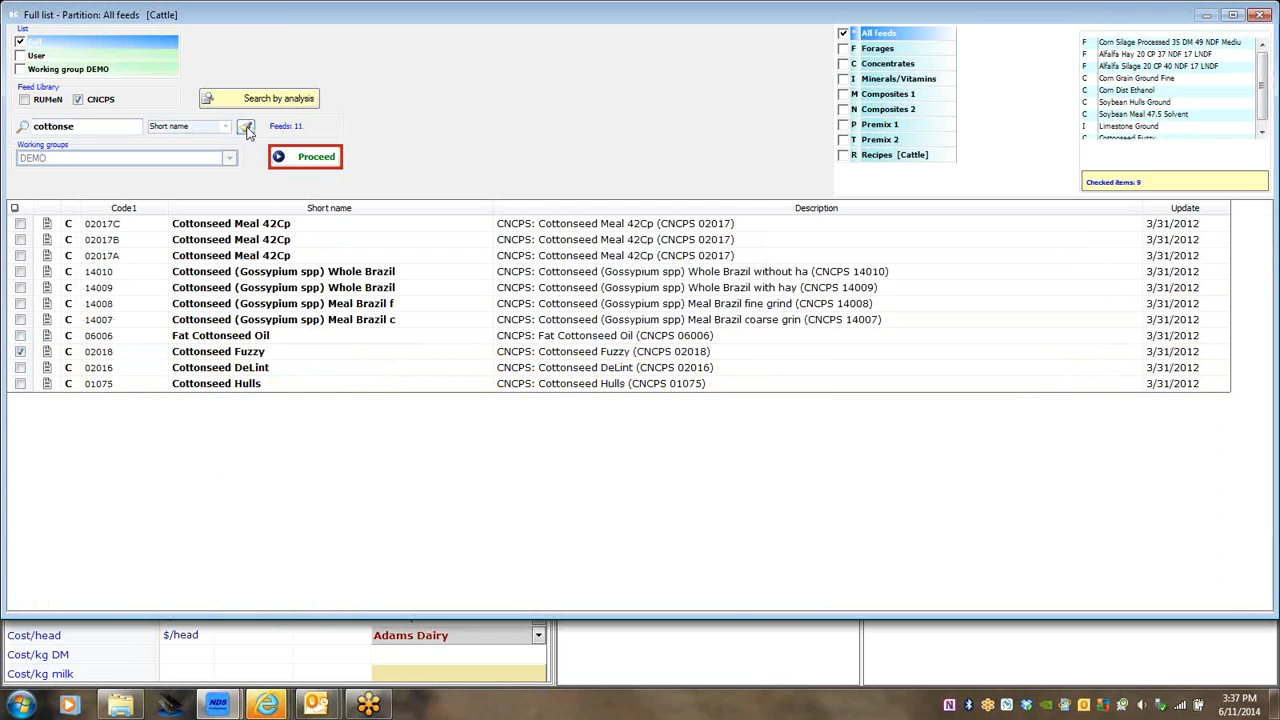 Full list - Partition: All feeds   [Cattle]
List
Full
User
Working group DEMO
Feed Library
RUMeN
CNCPS
Search by analysis
cottonse
Short name
Feeds: 11
Working groups
DEMO
Proceed
* All feeds
F Forages
C Concentrates
I Minerals/Vitamins
M Composites 1
N Composites 2
P Premix 1
T Premix 2
R Recipes  [Cattle]
F Corn Silage Processed 35 DM 49 NDF Mediu
F Alfalfa Hay 20 CP 37 NDF 17 LNDF
F Alfalfa Silage 20 CP 40 NDF 17 LNDF
C Corn Grain Ground Fine
C Corn Dist Ethanol
C Soybean Hulls Ground
C Soybean Meal 47.5 Solvent
I Limestone Ground
C Cottonseed Fuzzy
Checked items: 9
Code1 Short name Description Update
C 02017C Cottonseed Meal 42Cp CNCPS: Cottonseed Meal 42Cp (CNCPS 02017) 3/31/2012
C 02017B Cottonseed Meal 42Cp CNCPS: Cottonseed Meal 42Cp (CNCPS 02017) 3/31/2012
C 02017A Cottonseed Meal 42Cp CNCPS: Cottonseed Meal 42Cp (CNCPS 02017) 3/31/2012
C 14010 Cottonseed (Gossypium spp) Whole Brazil CNCPS: Cottonseed (Gossypium spp) Whole Brazil without ha (CNCPS 14010) 3/31/2012
C 14009 Cottonseed (Gossypium spp) Whole Brazil CNCPS: Cottonseed (Gossypium spp) Whole Brazil with hay (CNCPS 14009) 3/31/2012
C 14008 Cottonseed (Gossypium spp) Meal Brazil f CNCPS: Cottonseed (Gossypium spp) Meal Brazil fine grind (CNCPS 14008) 3/31/2012
C 14007 Cottonseed (Gossypium spp) Meal Brazil c CNCPS: Cottonseed (Gossypium spp) Meal Brazil coarse grin (CNCPS 14007) 3/31/2012
C 06006 Fat Cottonseed Oil CNCPS: Fat Cottonseed Oil (CNCPS 06006) 3/31/2012
C 02018 Cottonseed Fuzzy CNCPS: Cottonseed Fuzzy (CNCPS 02018) 3/31/2012
C 02016 Cottonseed DeLint CNCPS: Cottonseed DeLint (CNCPS 02016) 3/31/2012
C 01075 Cottonseed Hulls CNCPS: Cottonseed Hulls (CNCPS 01075) 3/31/2012
Cost/head $/head Adams Dairy
Cost/kg DM
Cost/kg milk
NDS
3:37 PM
6/11/2014